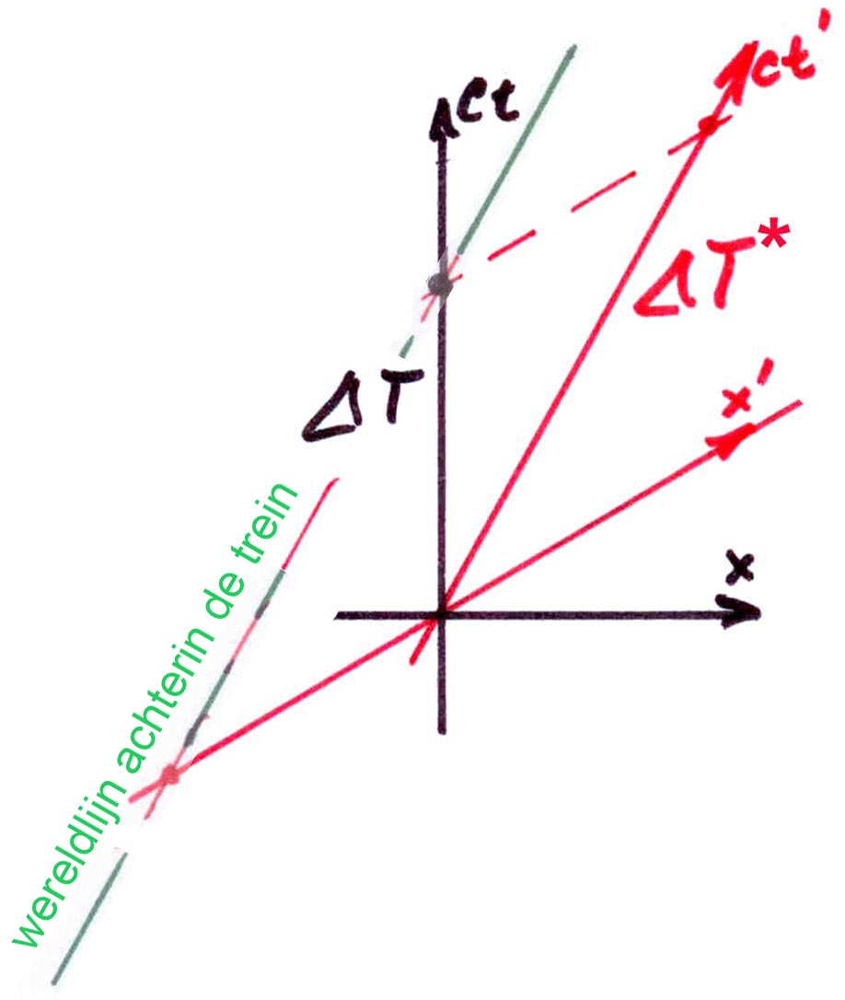 ct
ct'
ΔT*
ΔT
x'
x
wereldlijn achterin de trein